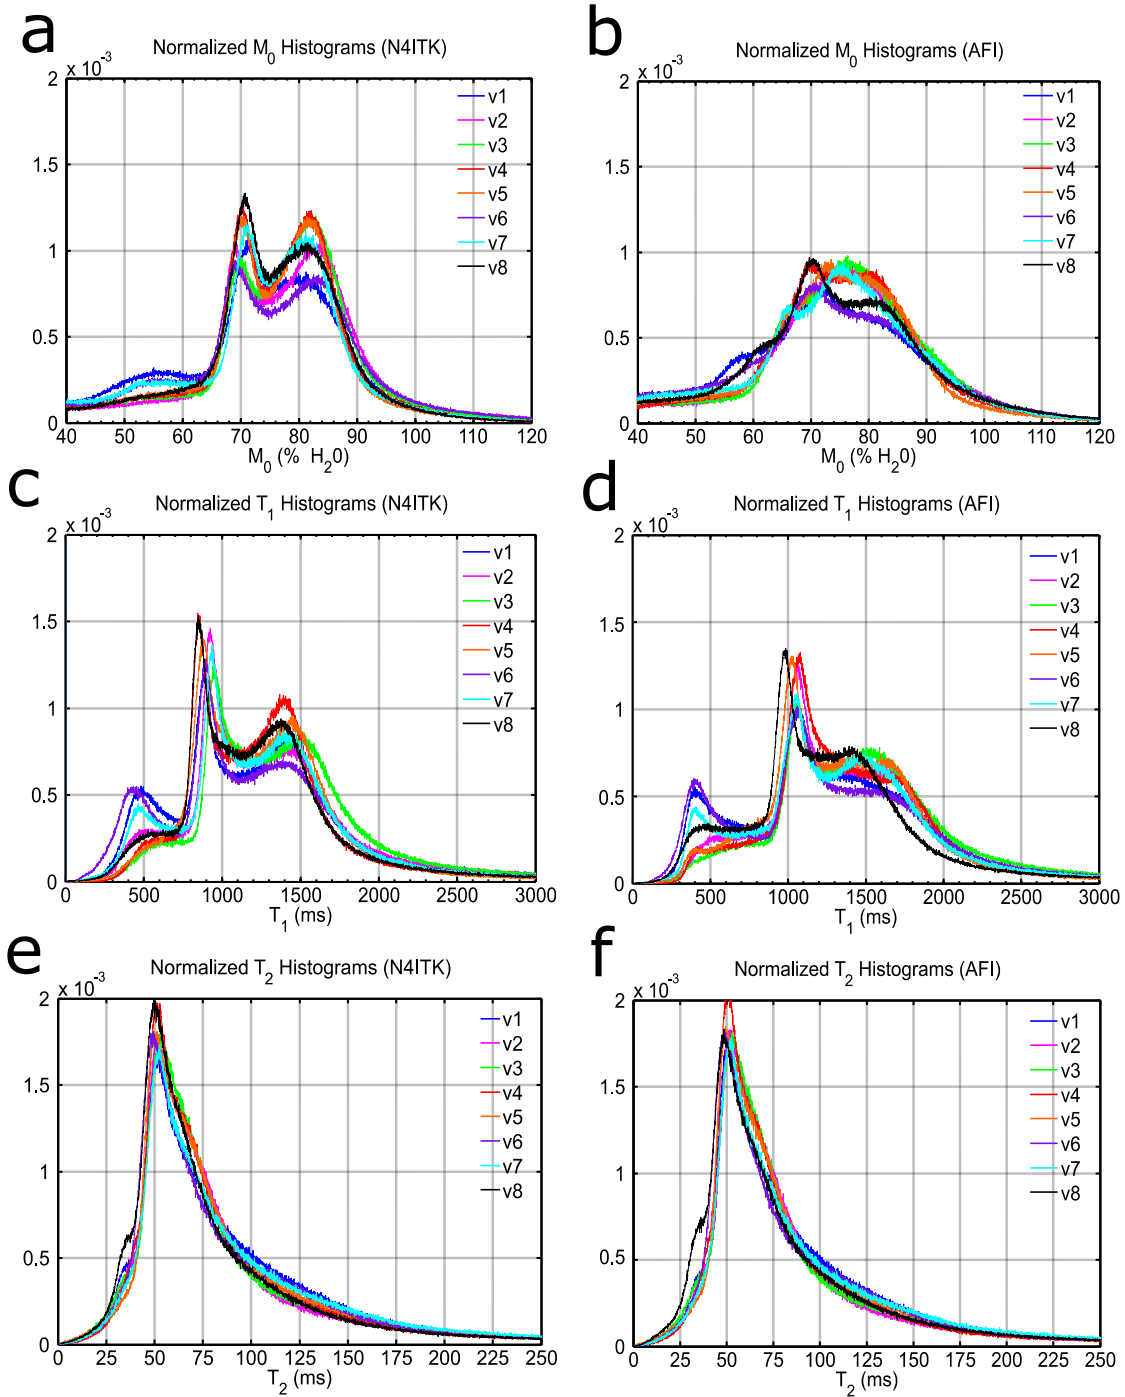 a
Normalized M0 Histograms (N4ITK)
x 10-3
2
1.5
1
0.5
0
40 50 60 70 80 90 100 110 120
M0 (% H20)
v1
v2
v3
v4
v5
v6
v7
v8
b
Normalized M0 Histograms (AFI)
x 10-3
2
1.5
1
0.5
0
40 50 60 70 80 90 100 110 120
M0 (% H20)
v1
v2
v3
v4
v5
v6
v7
v8
c
Normalized T1 Histograms (N4ITK)
x 10-3
2
1.5
1
0.5
0
0 500 1000 1500 2000 2500 3000
T1 (ms)
v1
v2
v3
v4
v5
v6
v7
v8
d
Normalized T1 Histograms (AFI)
x 10-3
2
1.5
1
0.5
0
0 500 1000 1500 2000 2500 3000
T1 (ms)
v1
v2
v3
v4
v5
v6
v7
v8
e
Normalized T2 Histograms (N4ITK)
x 10-3
2
1.5
1
0.5
0
0 25 50 75 100 125 150 175 200 225 250
T2 (ms)
v1
v2
v3
v4
v5
v6
v7
v8
f
Normalized T2 Histograms (AFI)
x 10-3
2
1.5
1
0.5
0
0 25 50 75 100 125 150 175 200 225 250
T2 (ms)
v1
v2
v3
v4
v5
v6
v7
v8